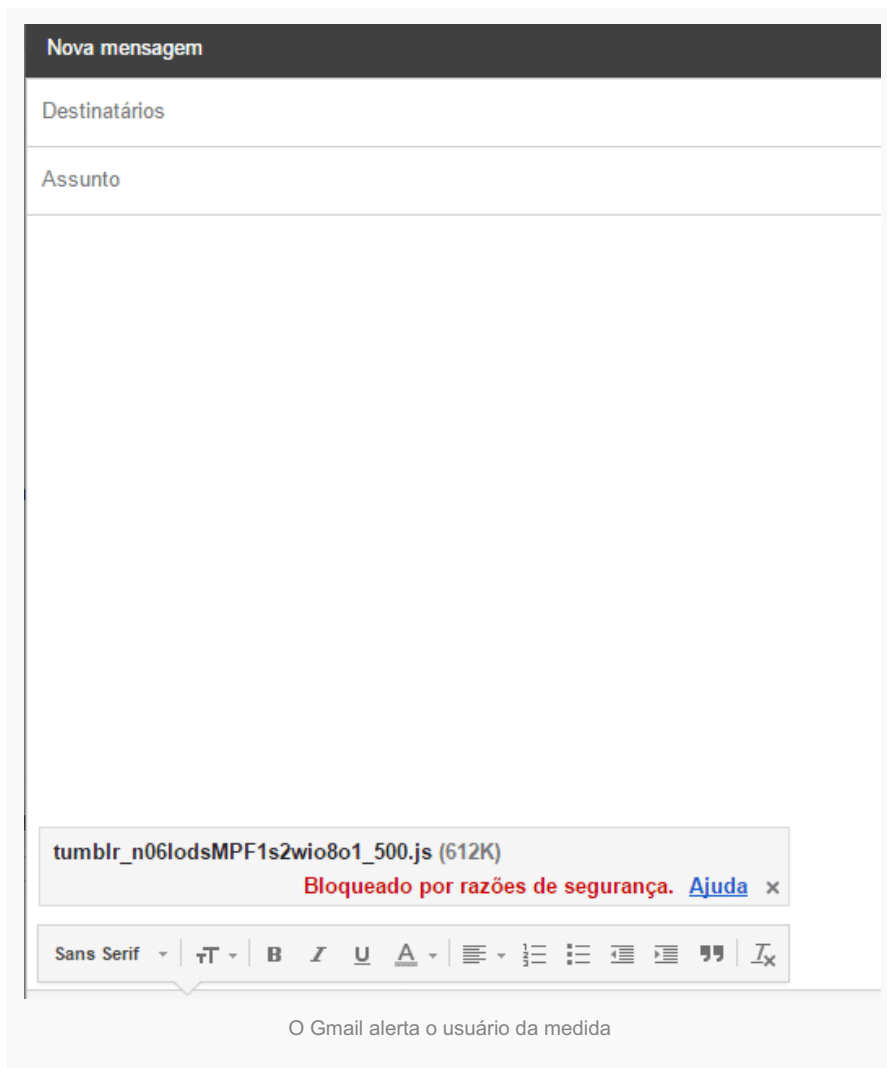 Nova mensagem
Destinatários
Assunto
tumblr_n06lodsMPF1s2wio8o1_500.js (612K)
Bloqueado por razões de segurança. Ajuda ×
Sans Serif B I U A
O Gmail alerta o usuário da medida